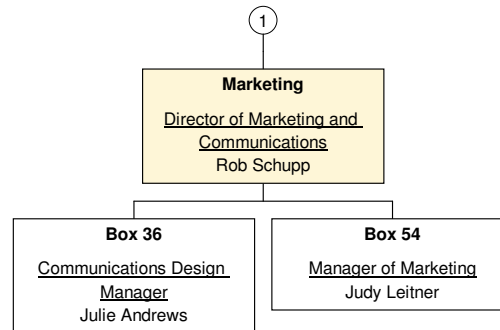 1
Marketing
Director of Marketing and
Communications
Rob Schupp
Box 36
Communications Design
Manager
Julie Andrews
Box 54
Manager of Marketing
Judy Leitner